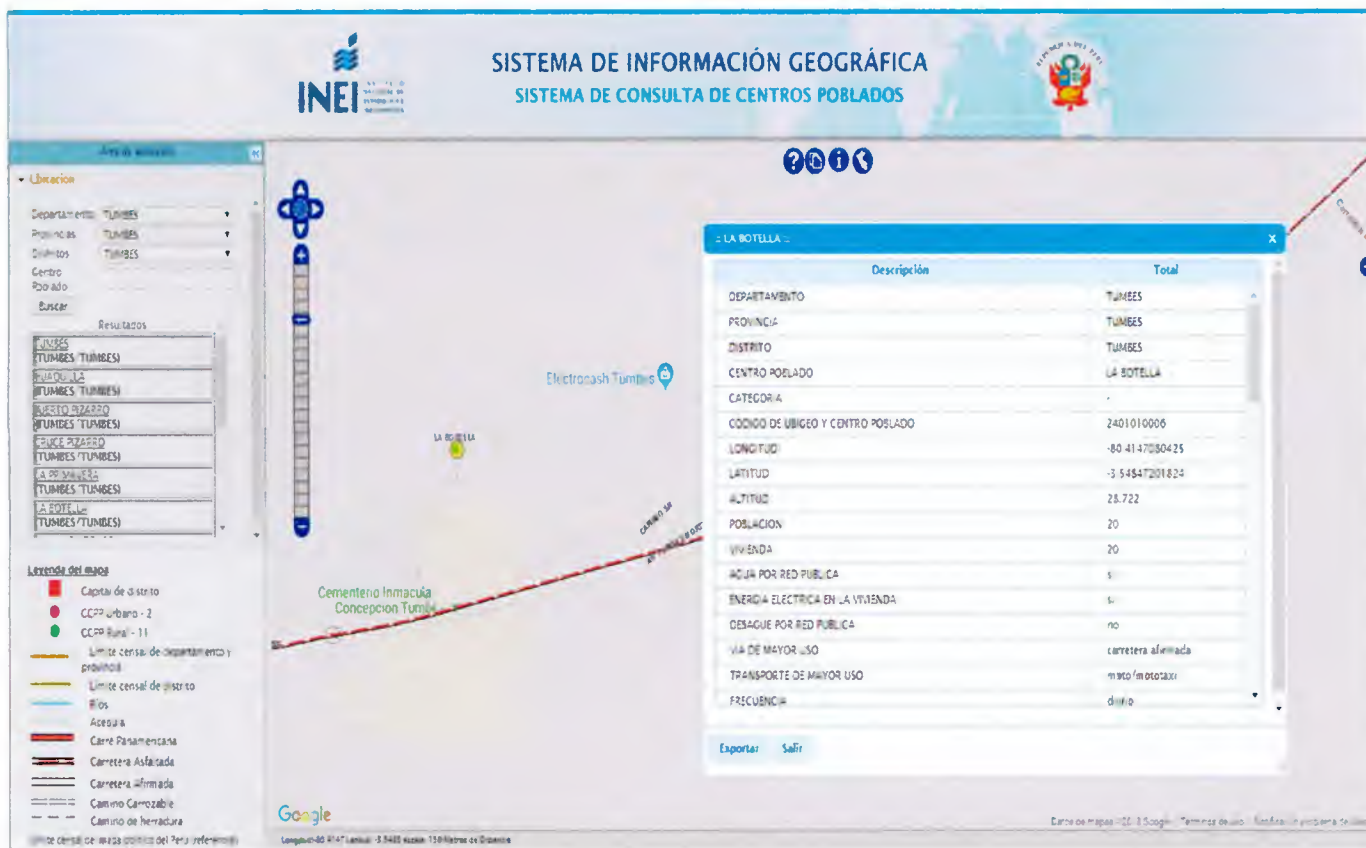 SISTEMA DE INFORMACIÓN GEOGRÁFICA
SISTEMA DE CONSULTA DE CENTROS POBLADOS
INEI
Ubicacion
Departamento TUMBES
Provincias TUMBES
Distritos TUMBES
Centro
Poblado
Buscar
Resultados
TUMBES
(TUMBES/TUMBES)
(TUMBES/TUMBES)
PUERTO PIZARRO
(TUMBES/TUMBES)
CRUCE PIZARRO
(TUMBES/TUMBES)
LA PRIMAVERA
(TUMBES/TUMBES)
LA BOTELLA
(TUMBES/TUMBES)
Leyenda del mapa
Capital de distrito
CCPP Urbano - 2
CCPP Rural - 11
Limite censal de departamento y
provincia
Limite censal de distrito
Rios
Acequia
Carre Panamericana
Carretera Asfaltada
Carretera Afirmada
Camino Carrozable
Camino de herradura
LA BOTELLA
Electrocash Tumbes
Cementerio Inmacula
Concepcion Tumbe
Google
:: LA BOTELLA :: x
Descripción Total
DEPARTAMENTO TUMBES
PROVINCIA TUMBES
DISTRITO TUMBES
CENTRO POBLADO LA BOTELLA
CATEGORIA -
CODIGO DE UBIGEO Y CENTRO POBLADO 2401010006
LONGITUD -80.4147080425
LATITUD -3.54847201824
ALTITUD 28.722
POBLACION 20
VIVIENDA 20
AGUA POR RED PUBLICA si
ENERGIA ELECTRICA EN LA VIVIENDA si
DESAGUE POR RED PUBLICA no
VIA DE MAYOR USO carretera afirmada
TRANSPORTE DE MAYOR USO moto/mototaxi
FRECUENCIA diario
Exportar Salir